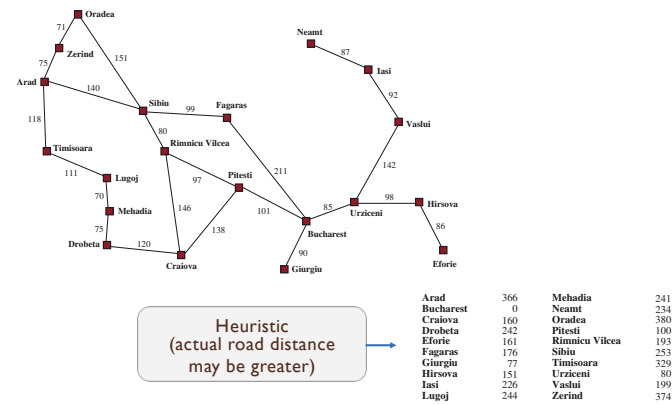 Oradea
Neamt
71
87
Zerind
151
Iasi
75
Arad
140
92
Sibiu
Fagaras
99
118
Vaslui
80
Rimnicu Vilcea
Timisoara
142
111
211
Lugoj
97
Pitesti
70
98
Hirsova
85
146
101
Urziceni
Mehadia
86
138
Bucharest
75
120
90
Drobeta
Eforie
Craiova
Giurgiu
Heuristic
(actual road distance
may be greater)
Arad 366 Mehadia 241
Bucharest 0 Neamt 234
Craiova 160 Oradea 380
Drobeta 242 Pitesti 100
Eforie 161 Rimnicu Vilcea 193
Fagaras 176 Sibiu 253
Giurgiu 77 Timisoara 329
Hirsova 151 Urziceni 80
Iasi 226 Vaslui 199
Lugoj 244 Zerind 374